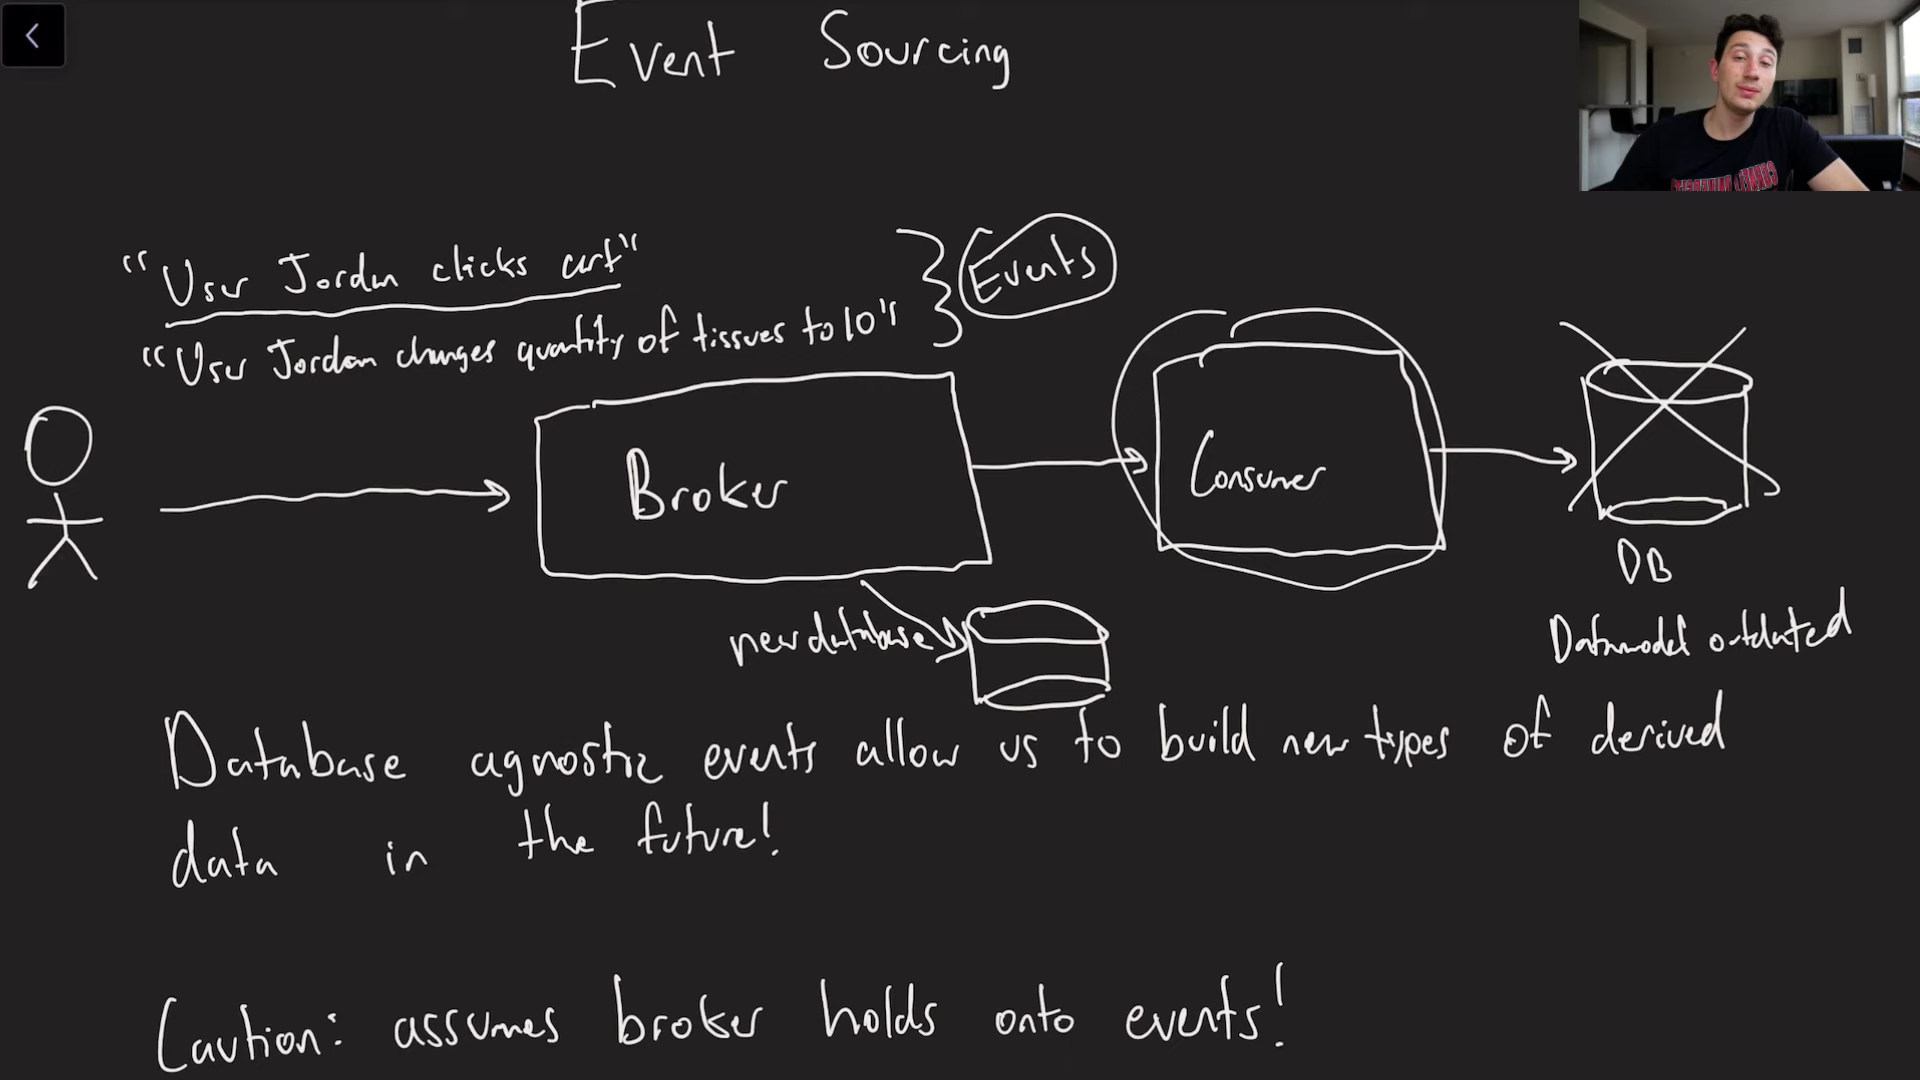 Event Sourcing
"User Jordan clicks cart"
"User Jordan changes quantity of tissues to 10"
Events
Broker
Consumer
DB
new database
Datamodel outdated
Database agnostic events allow us to build new types of derived
data in the future!
Caution: assumes broker holds onto events!